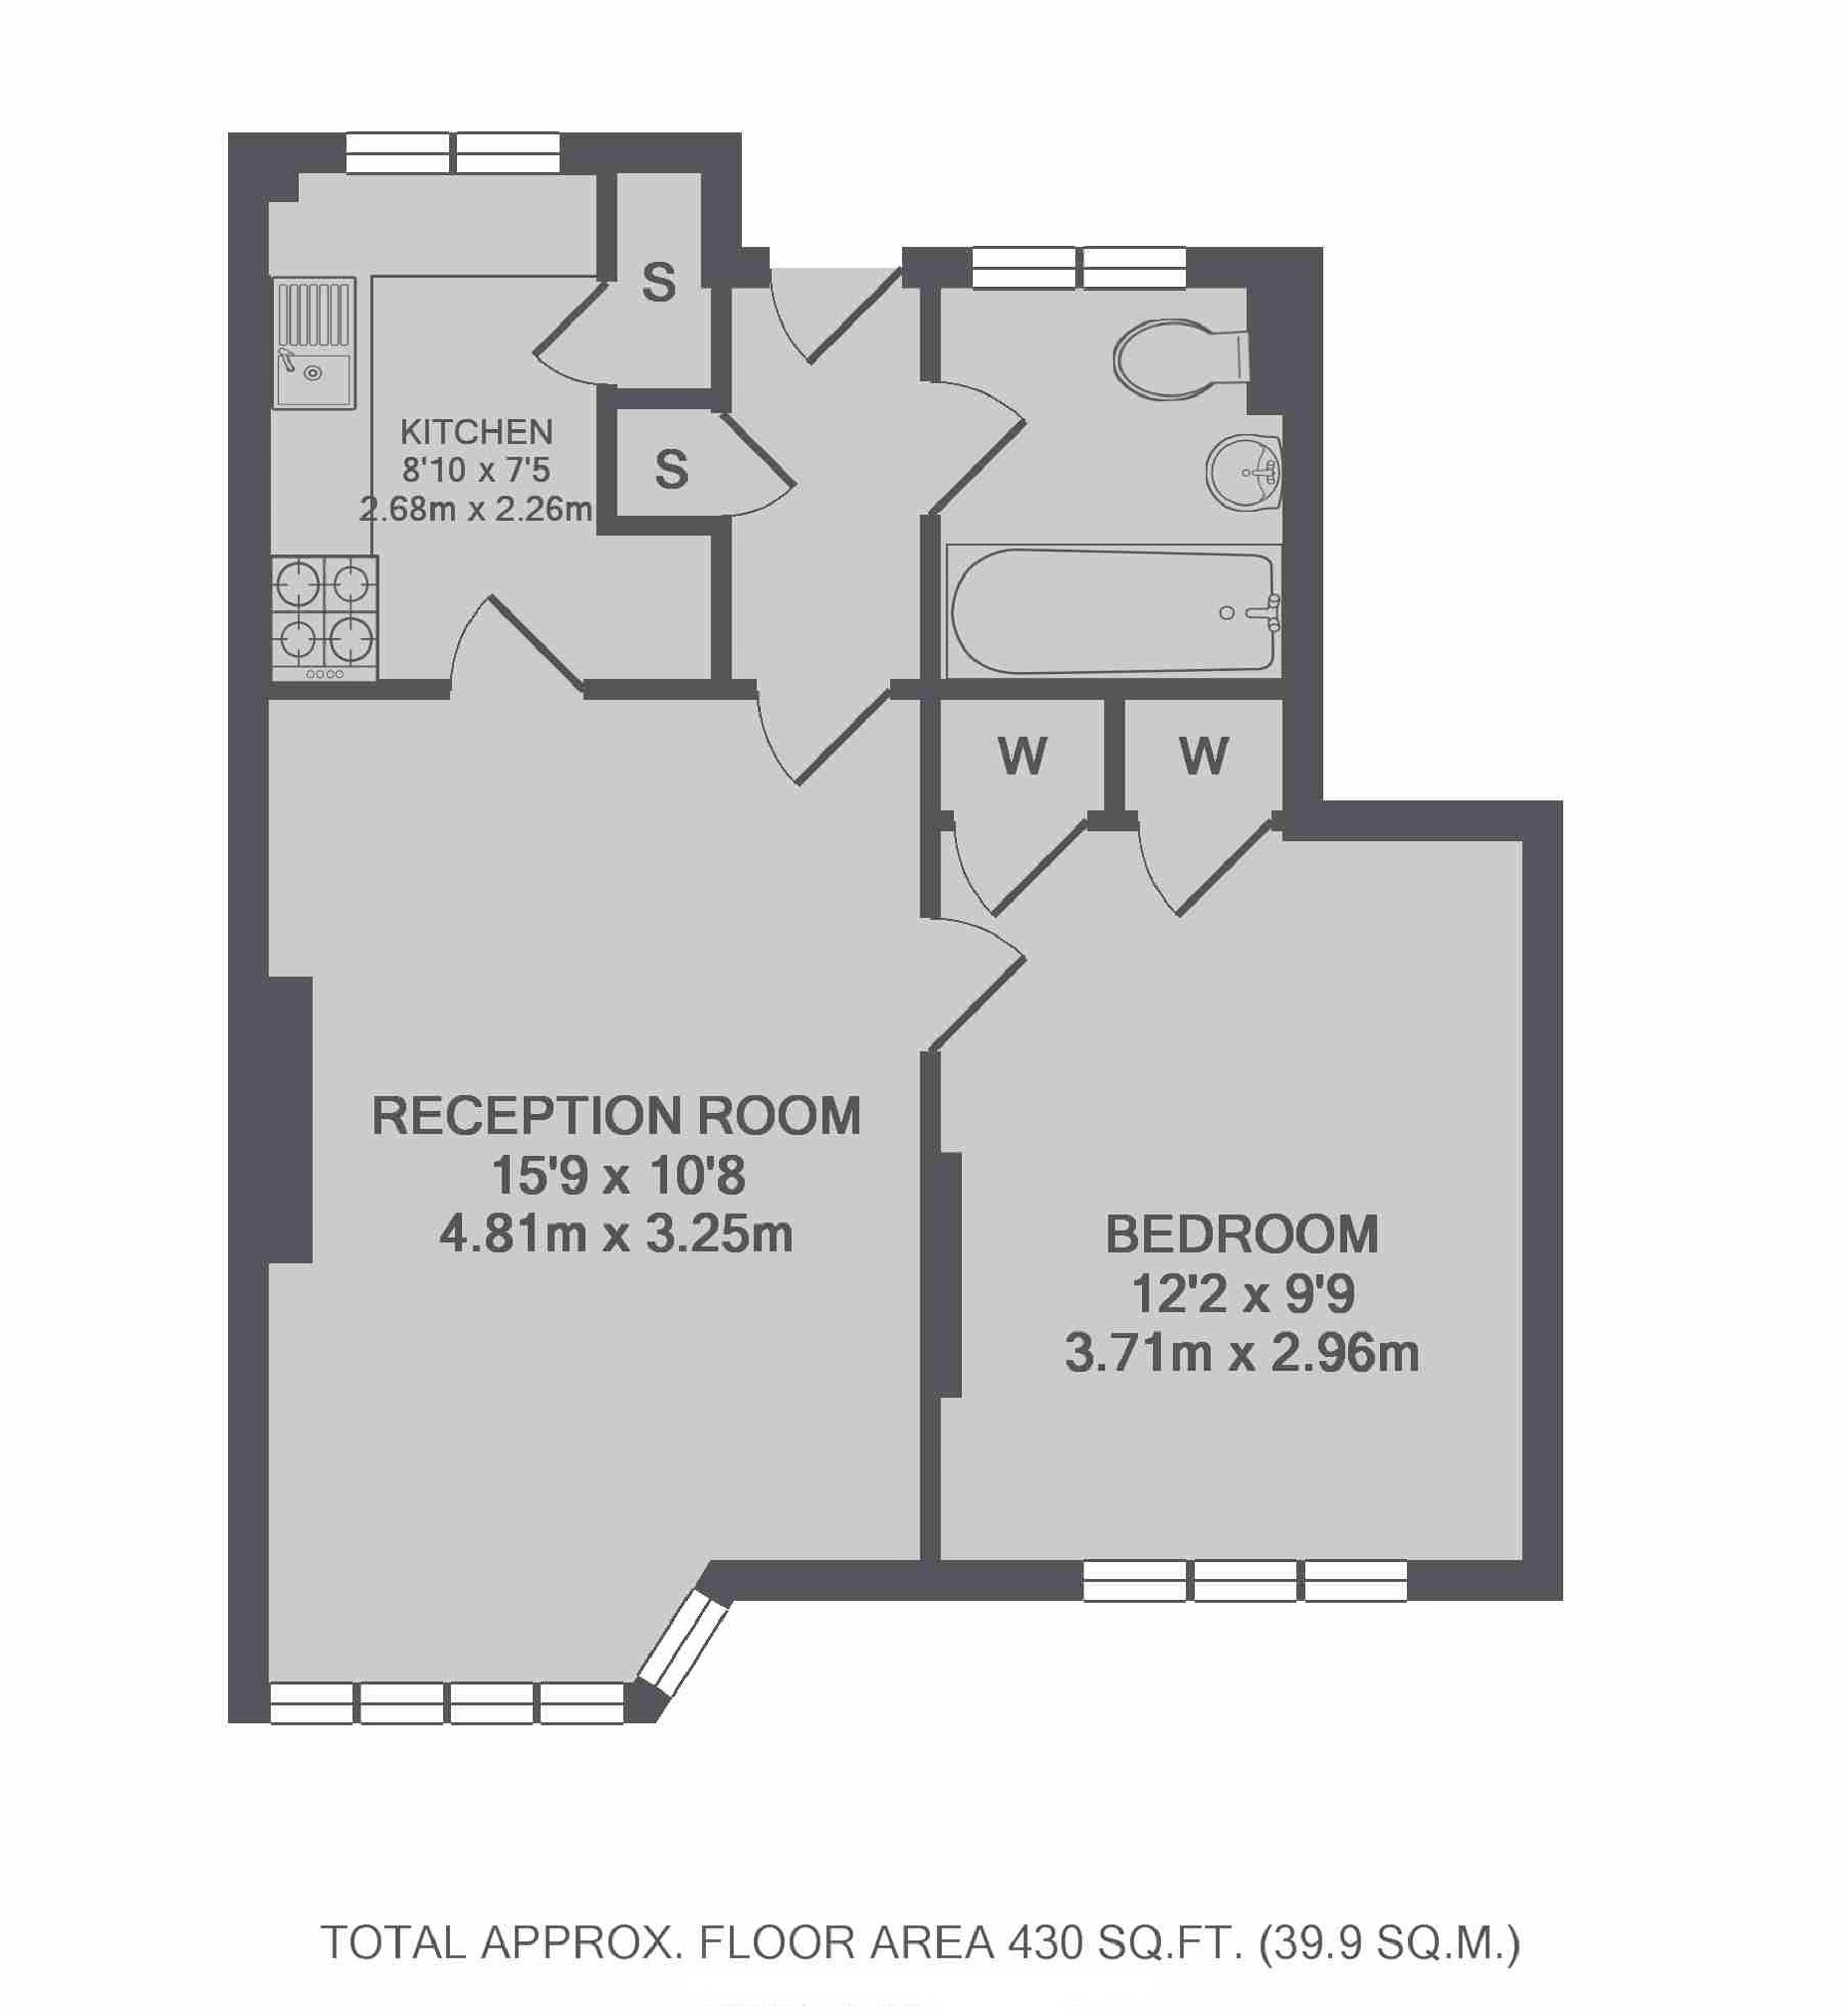 S
KITCHEN
8'10 x 7'5
2.68m x 2.26m
S
W
W
RECEPTION ROOM
15'9 x 10'8
4.81m x 3.25m
BEDROOM
12'2 x 9'9
3.71m x 2.96m
TOTAL APPROX. FLOOR AREA 430 SQ.FT. (39.9 SQ.M.)